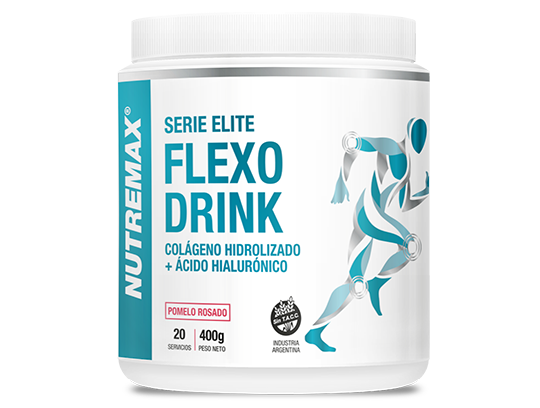 NUTREMAX®
SERIE ELITE
FLEXO
DRINK
COLÁGENO HIDROLIZADO
+ ÁCIDO HIALURÓNICO
POMELO ROSADO
20
SERVICIOS
400g
PESO NETO
Sin T.A.C.C.
INDUSTRIA
ARGENTINA